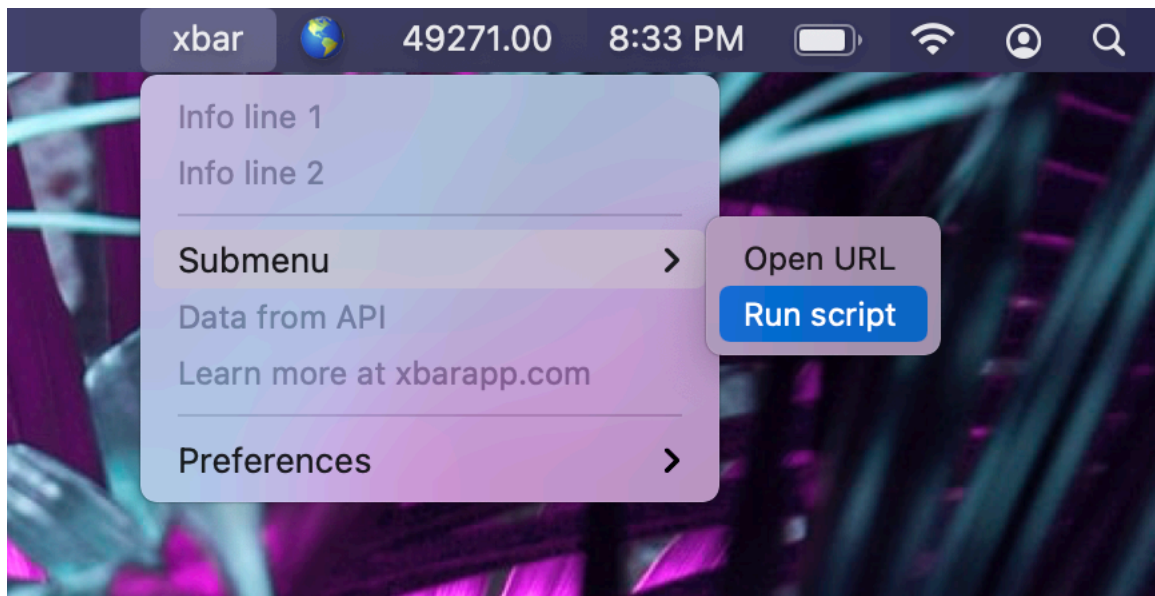 xbar 49271.00 8:33 PM
Info line 1
Info line 2
Submenu
Open URL
Run script
Data from API
Learn more at xbarapp.com
Preferences